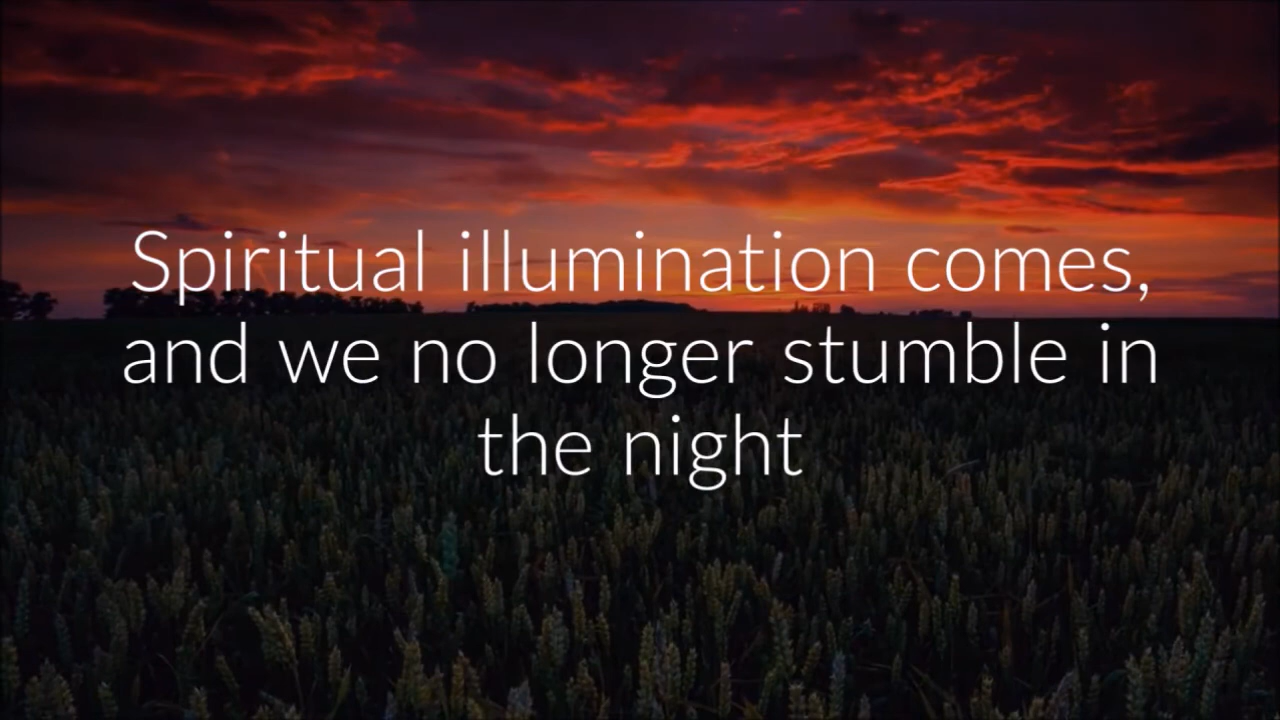 Spiritual illumination comes,
and we no longer stumble in
the night